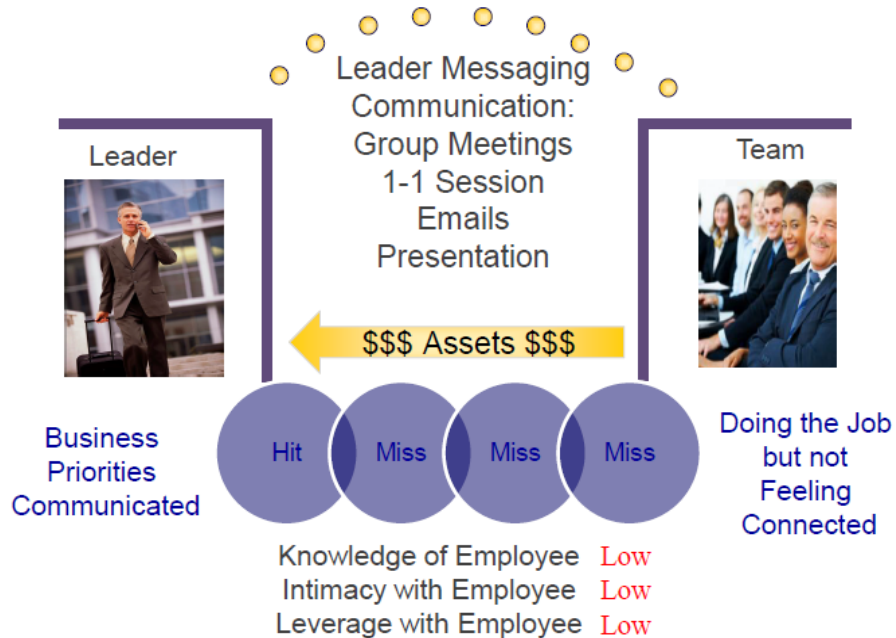 Leader Messaging
Communication:
Group Meetings
1-1 Session
Emails
Presentation
Leader
Team
$$$ Assets $$$
Business
Priorities
Communicated
Hit
Miss
Miss
Miss
Doing the Job
but not
Feeling
Connected
Knowledge of Employee Low
Intimacy with Employee Low
Leverage with Employee Low